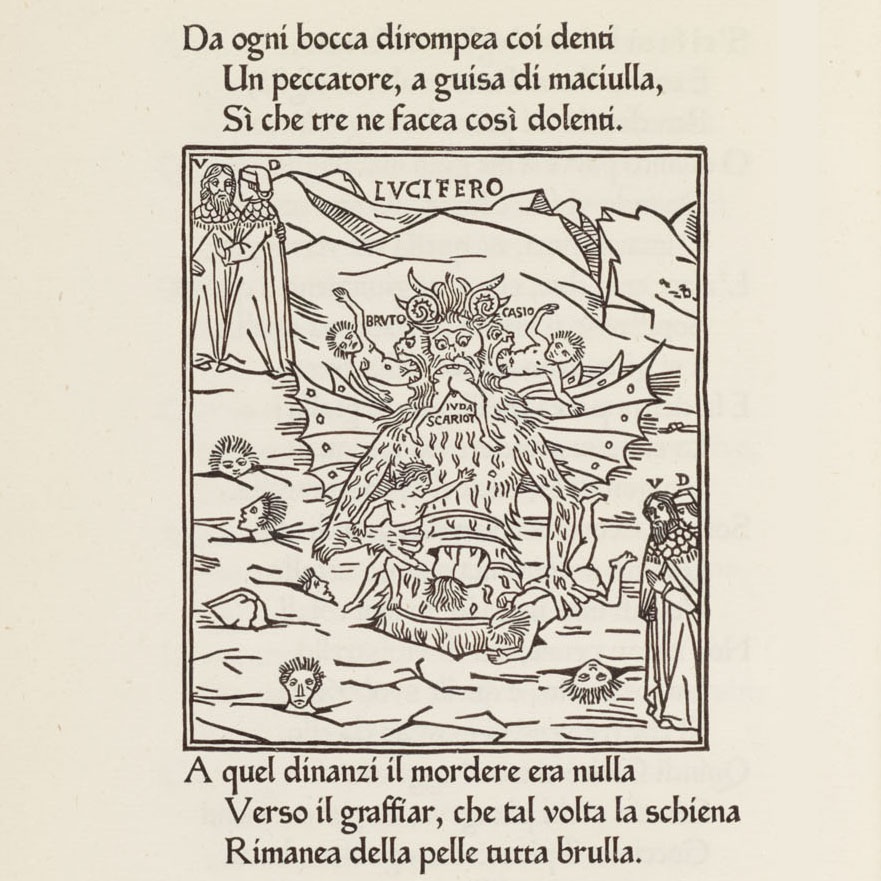 Da ogni bocca dirompea coi denti
Un peccatore, a guisa di maciulla,
Sì che tre ne facea così dolenti.
V D
LVCIFERO
BRVTO
CASIO
IVDA
SCARIOT
V D
A quel dinanzi il mordere era nulla
Verso il graffiar, che tal volta la schiena
Rimanea della pelle tutta brulla.